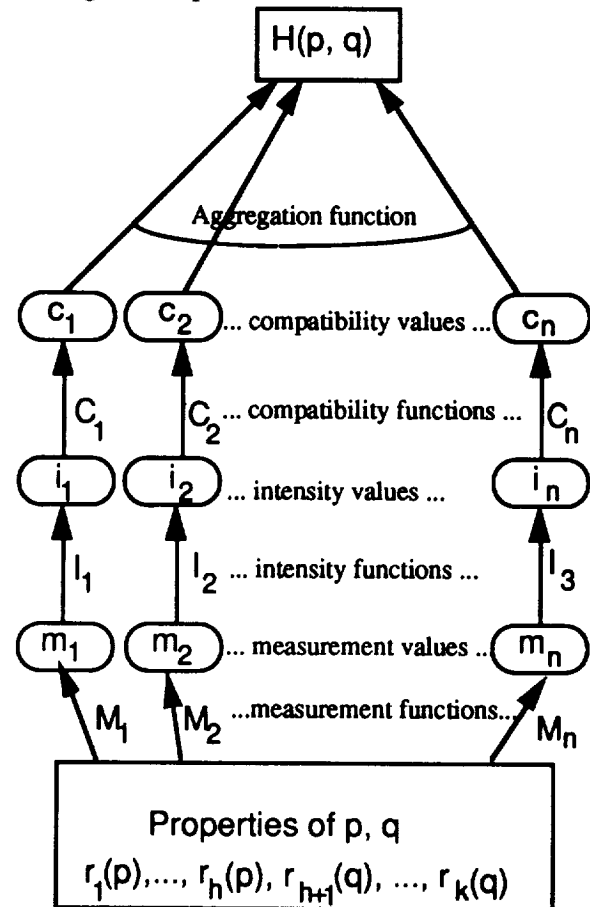 H(p, q)
Aggregation function
c₁ c₂ ... compatibility values ... cₙ
C₁ C₂ ... compatibility functions ... Cₙ
i₁ i₂ ... intensity values ... iₙ
I₁ I₂ ... intensity functions ... I₃
m₁ m₂ ... measurement values .. mₙ
M₁ M₂ ...measurement functions... Mₙ
Properties of p, q
r₁(p),..., rₕ(p), rₕ₊₁(q), ..., rₖ(q)